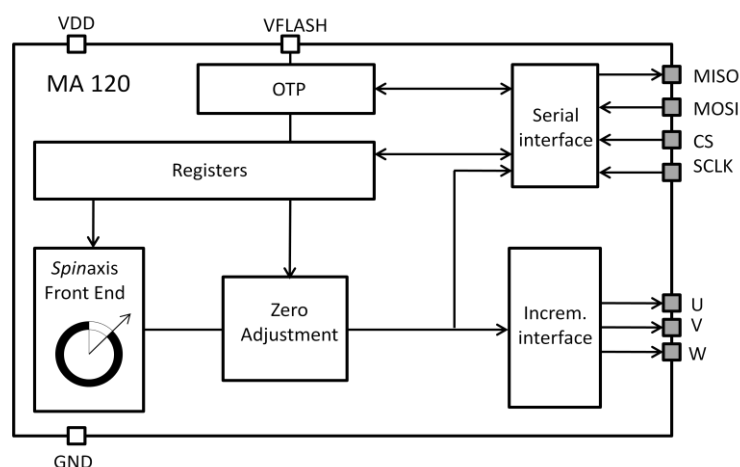 VDD
VFLASH
MA 120
OTP
Serial
interface
MISO
MOSI
CS
SCLK
Registers
Spinaxis
Front End
Zero
Adjustment
Increm.
interface
U
V
W
GND